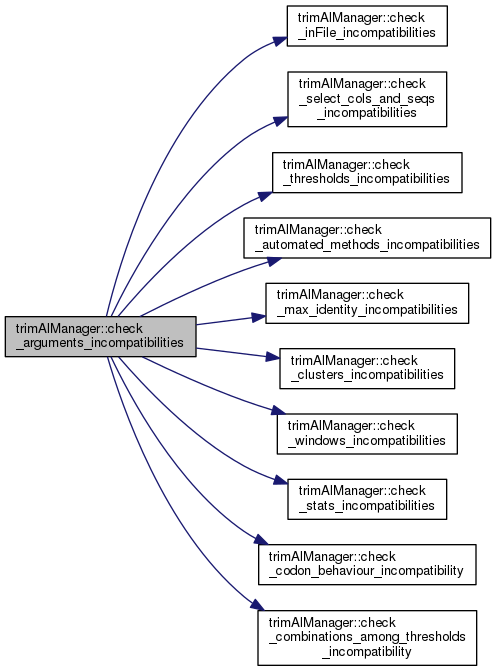 trimAlManager::check
_inFile_incompatibilities
trimAlManager::check
_select_cols_and_seqs
_incompatibilities
trimAlManager::check
_thresholds_incompatibilities
trimAlManager::check
_automated_methods_incompatibilities
trimAlManager::check
_max_identity_incompatibilities
trimAlManager::check
_arguments_incompatibilities
trimAlManager::check
_clusters_incompatibilities
trimAlManager::check
_windows_incompatibilities
trimAlManager::check
_stats_incompatibilities
trimAlManager::check
_codon_behaviour_incompatibility
trimAlManager::check
_combinations_among_thresholds
_incompatibility